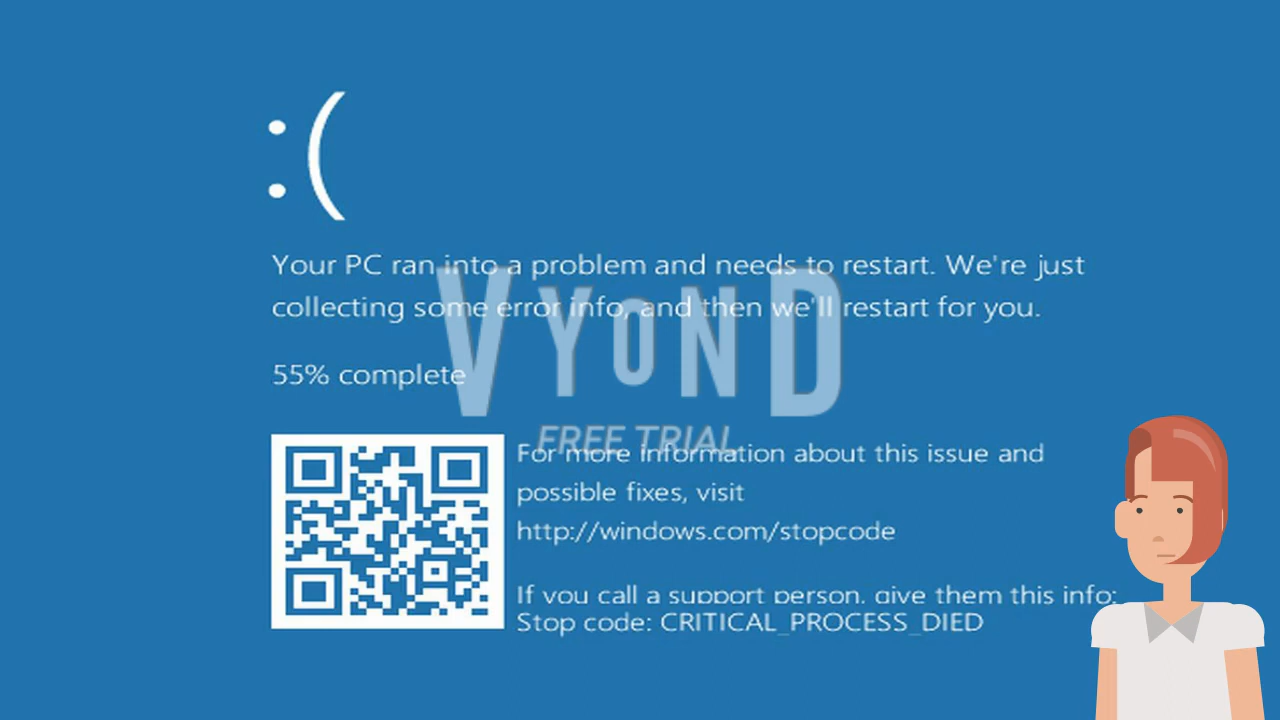 :(
Your PC ran into a problem and needs to restart. We're just
collecting some error info, and then we'll restart for you.
55% complete
VYOND
FREE TRIAL
For more information about this issue and
possible fixes, visit
http://windows.com/stopcode
If you call a support person, give them this info:
Stop code: CRITICAL_PROCESS_DIED